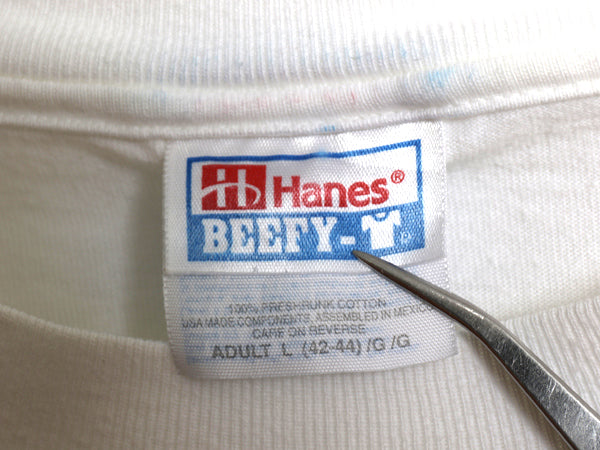 H Hanes®
BEEFY-T
100% PRESHRUNK COTTON
USA MADE COMPONENTS, ASSEMBLED IN MEXICO
CARE ON REVERSE
ADULT L (42-44) /G /G